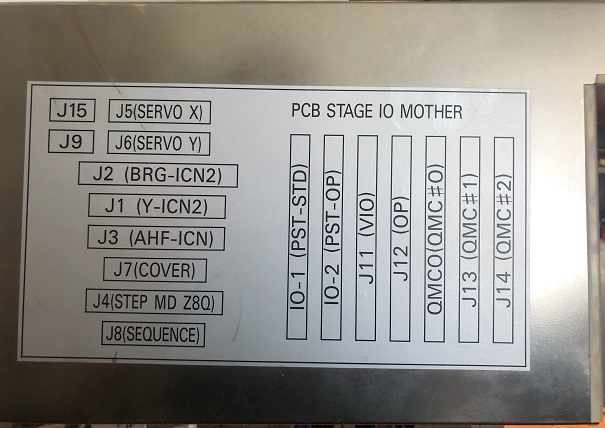 J15 J5(SERVO X)
J9 J6(SERVO Y)
J2 (BRG-ICN2)
J1 (Y-ICN2)
J3 (AHF-ICN)
J7(COVER)
J4(STEP MD Z8Q)
J8(SEQUENCE)
PCB STAGE IO MOTHER
IO-1 (PST-STD)
IO-2 (PST-OP)
J11 (VIO)
J12 (OP)
QMCO(QMC#0)
J13 (QMC#1)
J14 (QMC#2)